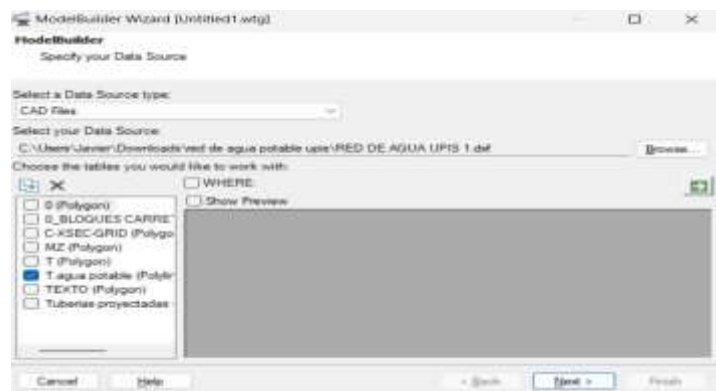 ModelBuilder Wizard [Untitled1.wtg]
ModelBuilder
Specify your Data Source
Select a Data Source type:
CAD Files
Select your Data Source:
C:\Users\Javier\Downloads\red de agua potable upis\RED DE AGUA UPIS 1.dxf
Browse...
Choose the tables you would like to work with:
WHERE:
Show Preview
0 (Polygon)
0_BLOQUES CARRET
C-XSEC-GRID (Polygo
MZ (Polygon)
T (Polygon)
T agua potable (Polylir
TEXTO (Polygon)
Tuberias proyectadas
Cancel Help < Back Next > Finish